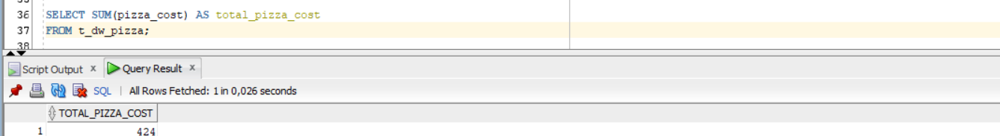 36 SELECT SUM(pizza_cost) AS total_pizza_cost
37 FROM t_dw_pizza;
38
Script Output x Query Result x
SQL | All Rows Fetched: 1 in 0,026 seconds
TOTAL_PIZZA_COST
1 424